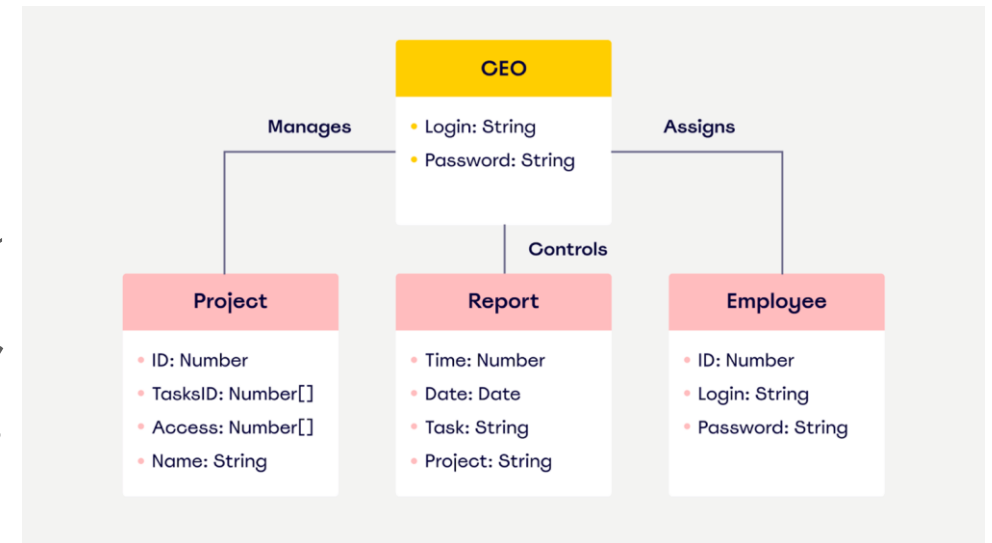 CEO
Manages
Login: String
Assigns
Password: String
Controls
Project
Report
Employee
ID: Number
TasksID: Number[]
Access: Number[]
Name: String
Time: Number
Date: Date
Task: String
Project: String
ID: Number
Login: String
Password: String